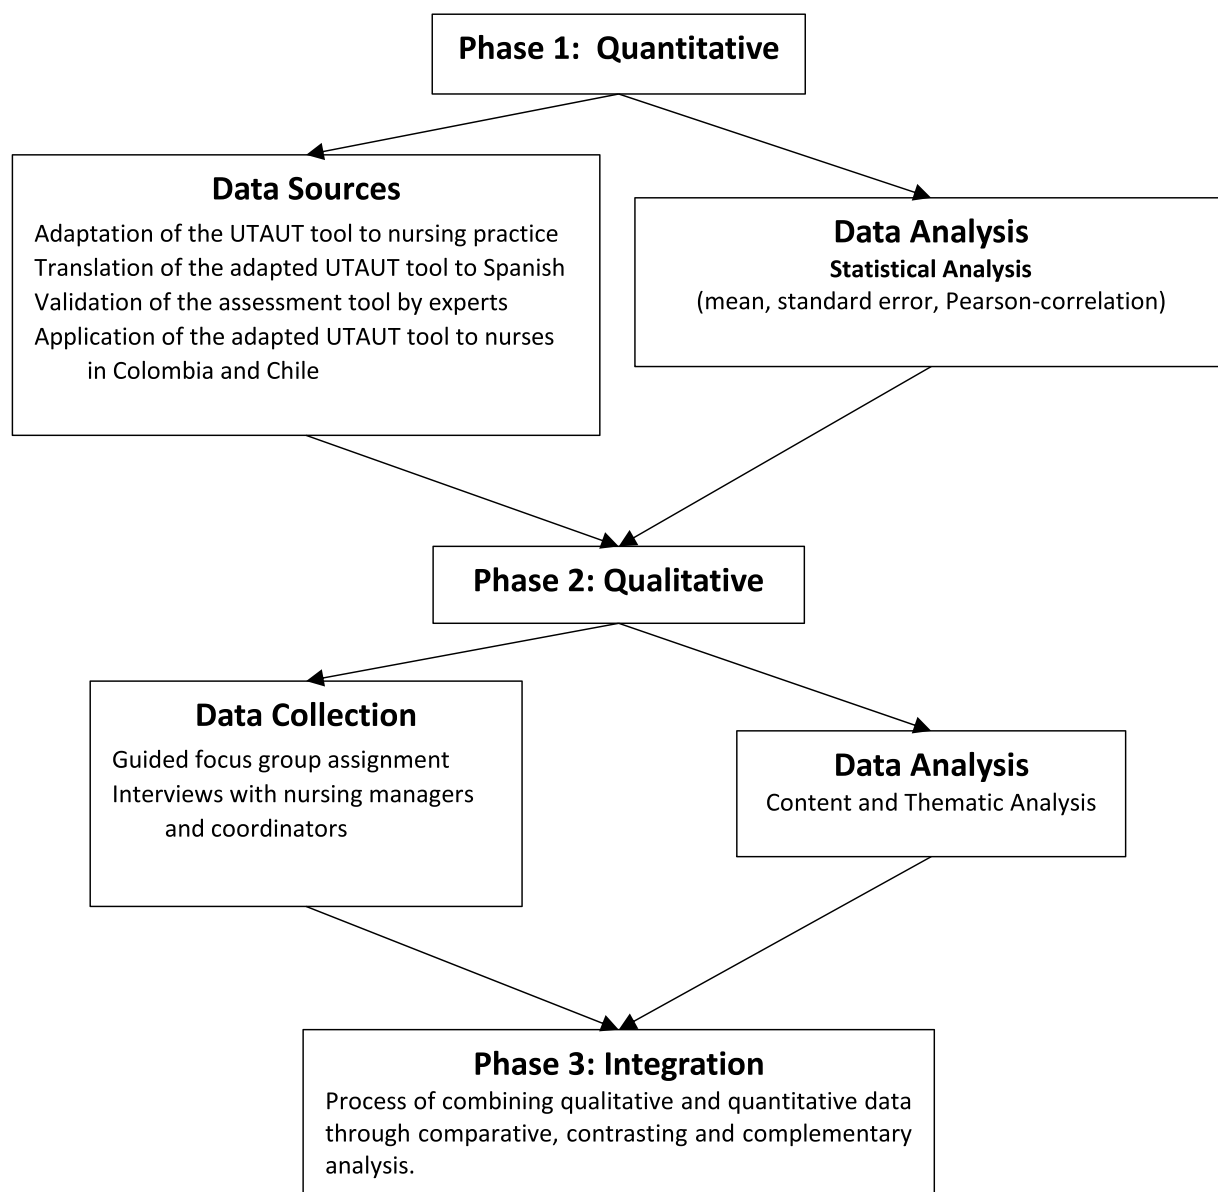 Phase 1: Quantitative
Data Sources
Adaptation of the UTAUT tool to nursing practice
Translation of the adapted UTAUT tool to Spanish
Validation of the assessment tool by experts
Application of the adapted UTAUT tool to nurses
in Colombia and Chile
Data Analysis
Statistical Analysis
(mean, standard error, Pearson-correlation)
Phase 2: Qualitative
Data Collection
Guided focus group assignment
Interviews with nursing managers
and coordinators
Data Analysis
Content and Thematic Analysis
Phase 3: Integration
Process of combining qualitative and quantitative data
through comparative, contrasting and complementary
analysis.